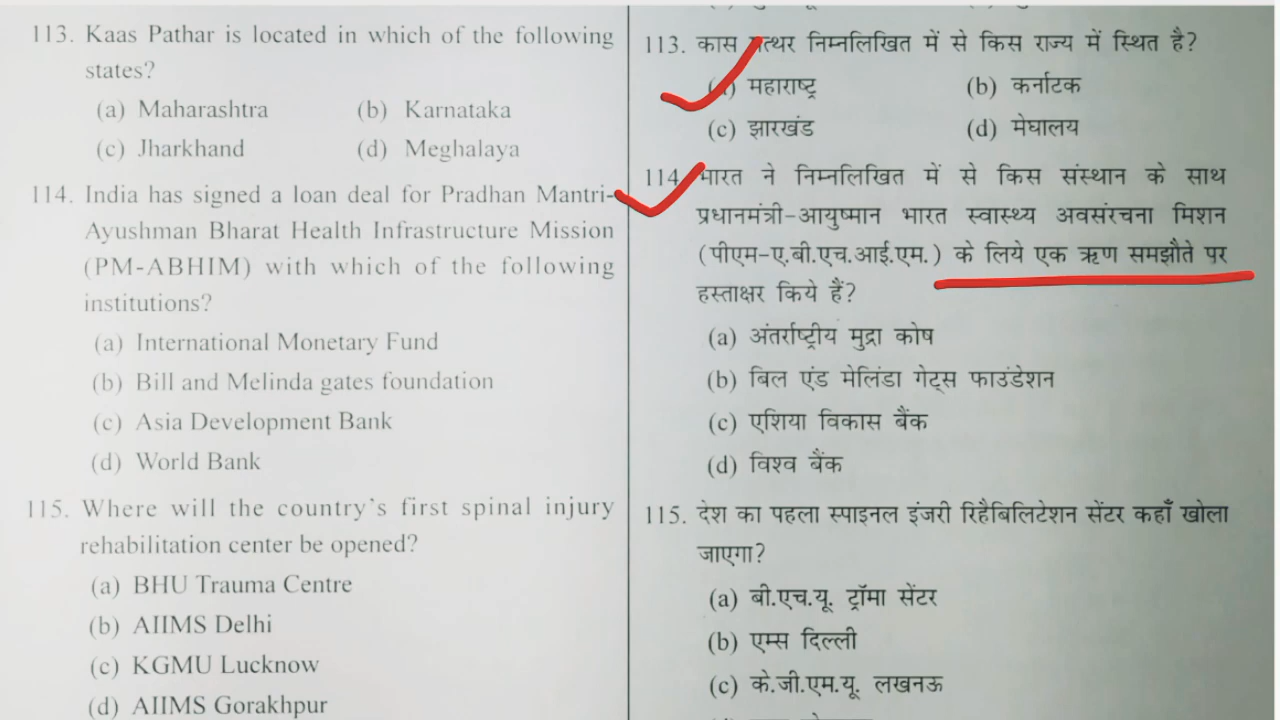 113. Kaas Pathar is located in which of the following
states?
(a) Maharashtra (b) Karnataka
(c) Jharkhand (d) Meghalaya
114. India has signed a loan deal for Pradhan Mantri-
Ayushman Bharat Health Infrastructure Mission
(PM-ABHIM) with which of the following
institutions?
(a) International Monetary Fund
(b) Bill and Melinda gates foundation
(c) Asia Development Bank
(d) World Bank
115. Where will the country's first spinal injury
rehabilitation center be opened?
(a) BHU Trauma Centre
(b) AIIMS Delhi
(c) KGMU Lucknow
(d) AIIMS Gorakhpur
113. कास पत्थर निम्नलिखित में से किस राज्य में स्थित है?
(a) महाराष्ट्र (b) कर्नाटक
(c) झारखंड (d) मेघालय
114. भारत ने निम्नलिखित में से किस संस्थान के साथ
प्रधानमंत्री-आयुष्मान भारत स्वास्थ्य अवसंरचना मिशन
(पीएम-ए.बी.एच.आई.एम.) के लिये एक ऋण समझौते पर
हस्ताक्षर किये हैं?
(a) अंतर्राष्ट्रीय मुद्रा कोष
(b) बिल एंड मेलिंडा गेट्स फाउंडेशन
(c) एशिया विकास बैंक
(d) विश्व बैंक
115. देश का पहला स्पाइनल इंजरी रिहैबिलिटेशन सेंटर कहाँ खोला
जाएगा?
(a) बी.एच.यू. ट्रॉमा सेंटर
(b) एम्स दिल्ली
(c) के.जी.एम.यू. लखनऊ